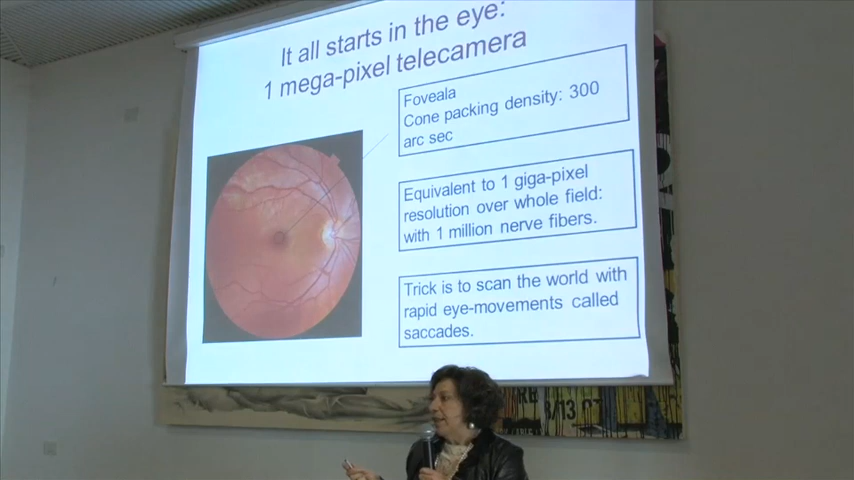 It all starts in the eye:
1 mega-pixel telecamera
Foveala
Cone packing density: 300
arc sec
Equivalent to 1 giga-pixel
resolution over whole field:
with 1 million nerve fibers.
Trick is to scan the world with
rapid eye-movements called
saccades.